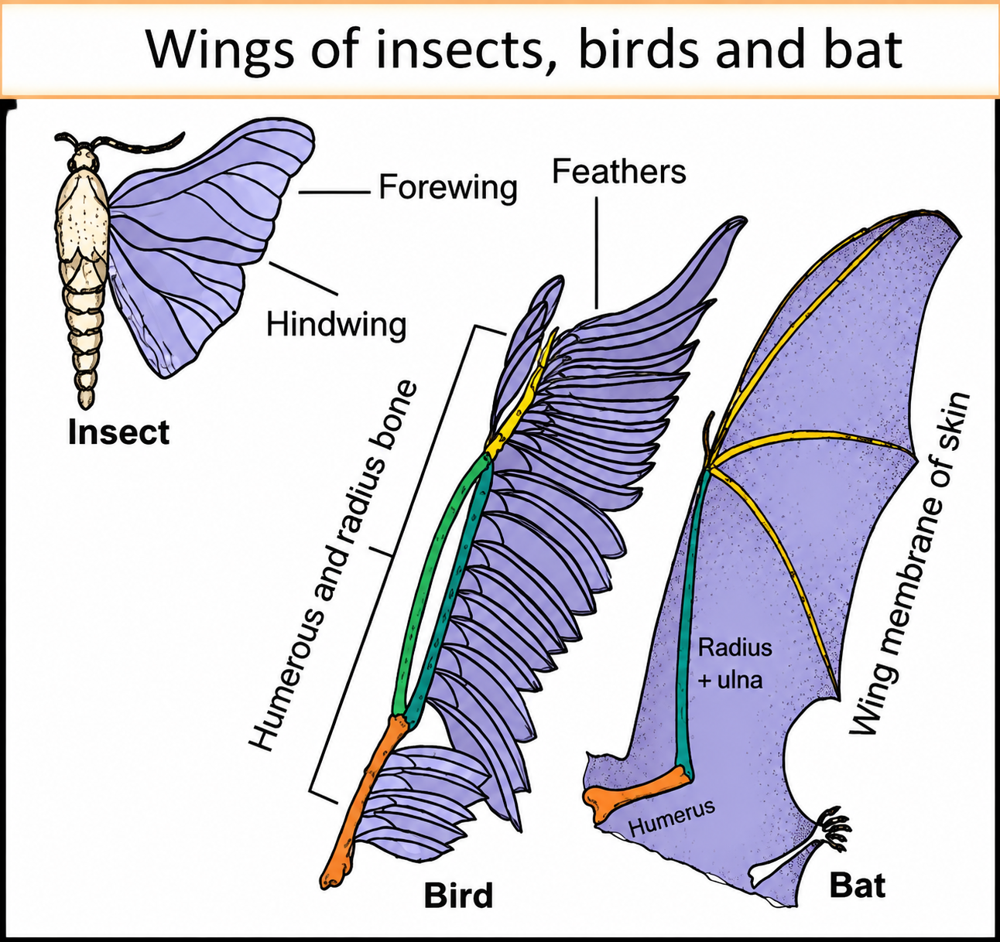 Wings of insects, birds and bat
Forewing
Feathers
Hindwing
Humerous and radius bone
Insect
Wing membrane of skin
Radius
+ ulna
Humerus
Bird
Bat